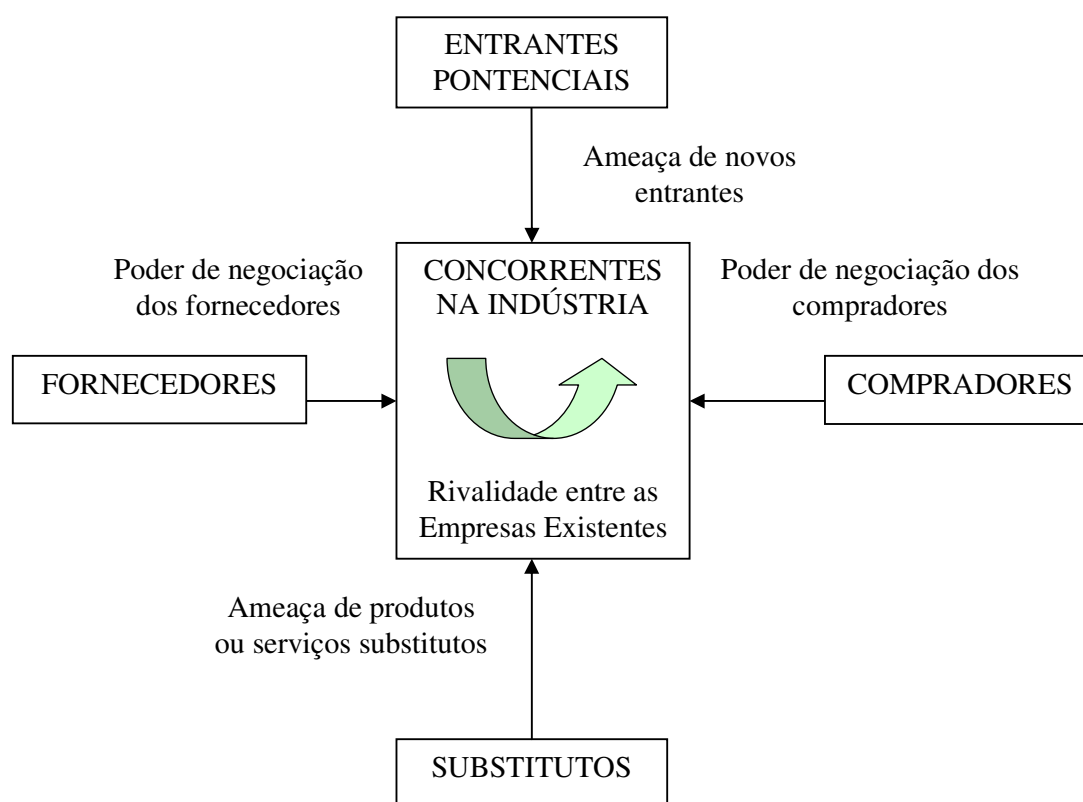 ENTRANTES
PONTENCIAIS
Ameaça de novos
entrantes
Poder de negociação
dos fornecedores
CONCORRENTES
NA INDÚSTRIA
Poder de negociação dos
compradores
FORNECEDORES
COMPRADORES
Rivalidade entre as
Empresas Existentes
Ameaça de produtos
ou serviços substitutos
SUBSTITUTOS